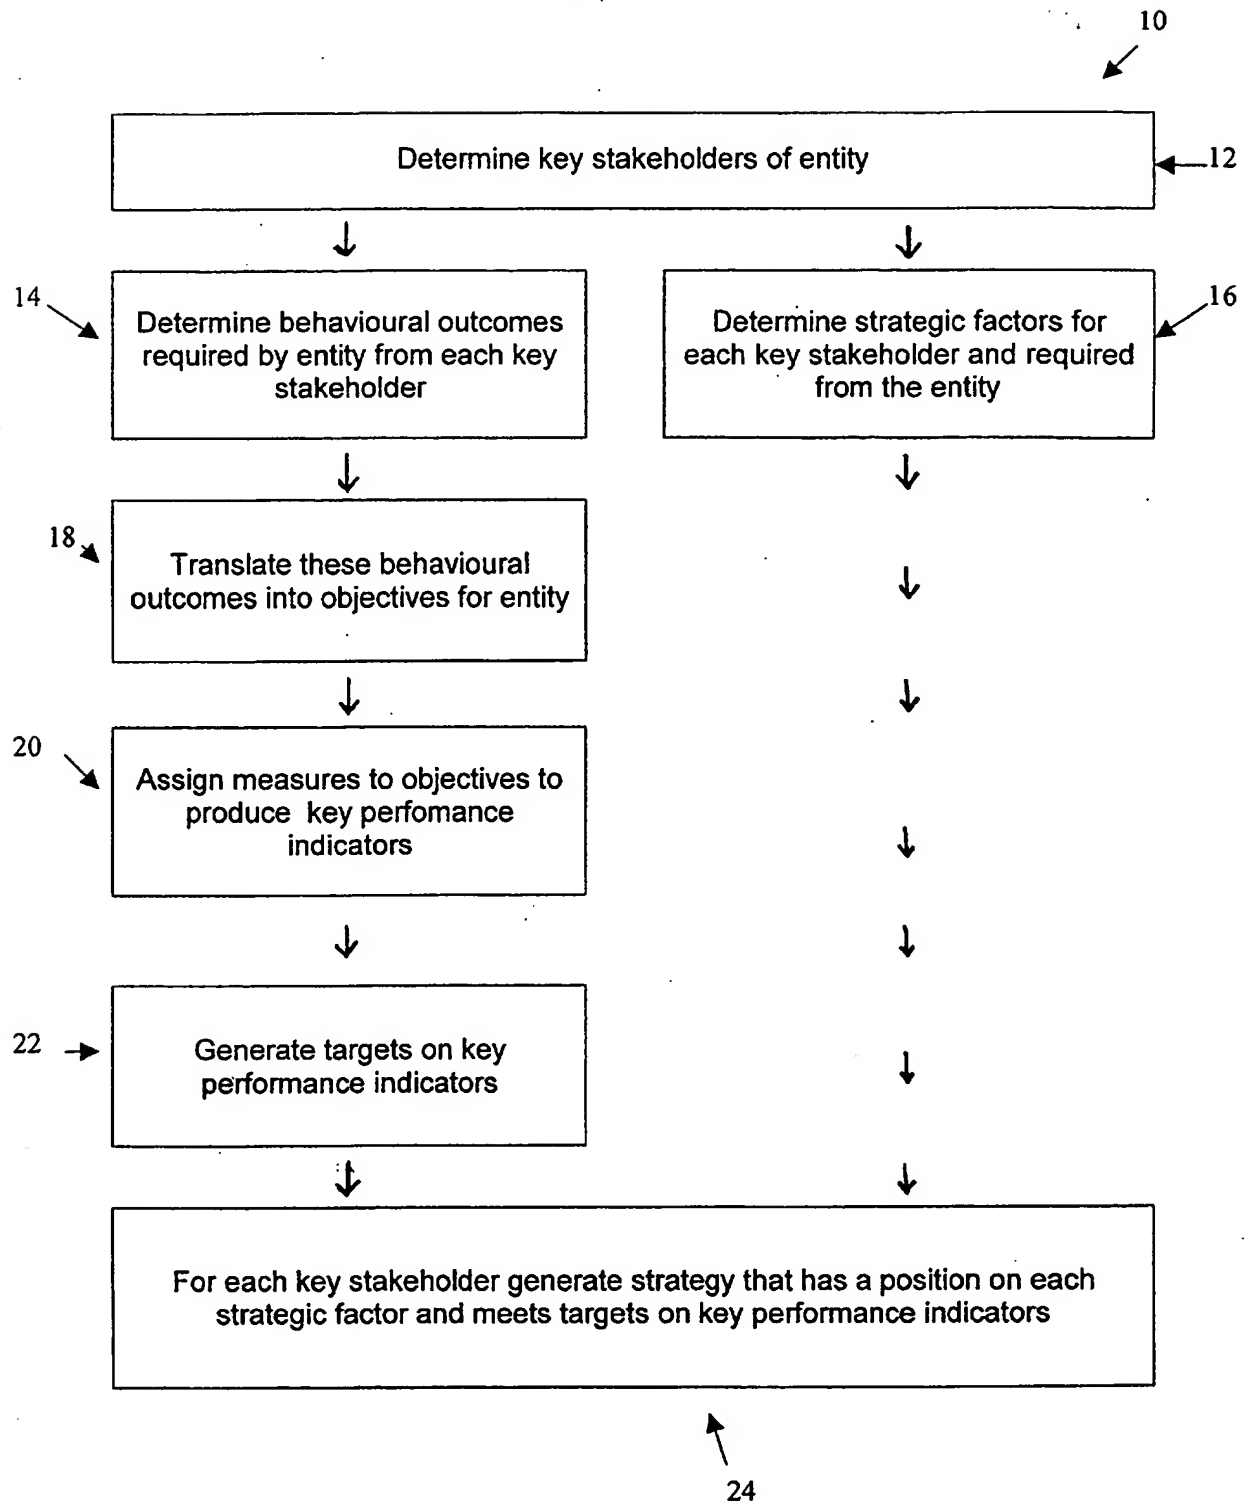 10
Determine key stakeholders of entity
12
14
Determine behavioural outcomes
required by entity from each key
stakeholder
16
Determine strategic factors for
each key stakeholder and required
from the entity
18
Translate these behavioural
outcomes into objectives for entity
20
Assign measures to objectives to
produce key perfomance
indicators
22
Generate targets on key
performance indicators
For each key stakeholder generate strategy that has a position on each
strategic factor and meets targets on key performance indicators
24